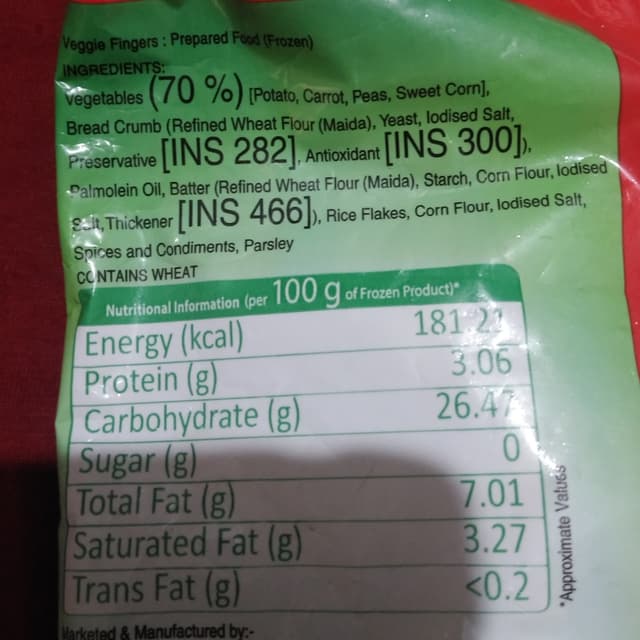 Veggie Fingers : Prepared Food (Frozen)
INGREDIENTS:
Vegetables (70 %) [Potato, Carrot, Peas, Sweet Corn],
Bread Crumb (Refined Wheat Flour (Maida), Yeast, Iodised Salt,
Preservative [INS 282], Antioxidant [INS 300]),
Palmolein Oil, Batter (Refined Wheat Flour (Maida), Starch, Corn Flour, Iodised
Salt, Thickener [INS 466]), Rice Flakes, Corn Flour, Iodised Salt,
Spices and Condiments, Parsley
CONTAINS WHEAT
Nutritional Information (per 100 g of Frozen Product)*
Energy (kcal) 181.21
Protein (g) 3.06
Carbohydrate (g) 26.47
Sugar (g) 0
Total Fat (g) 7.01
Saturated Fat (g) 3.27
Trans Fat (g) <0.2
*Approximate Values
Marketed & Manufactured by:-